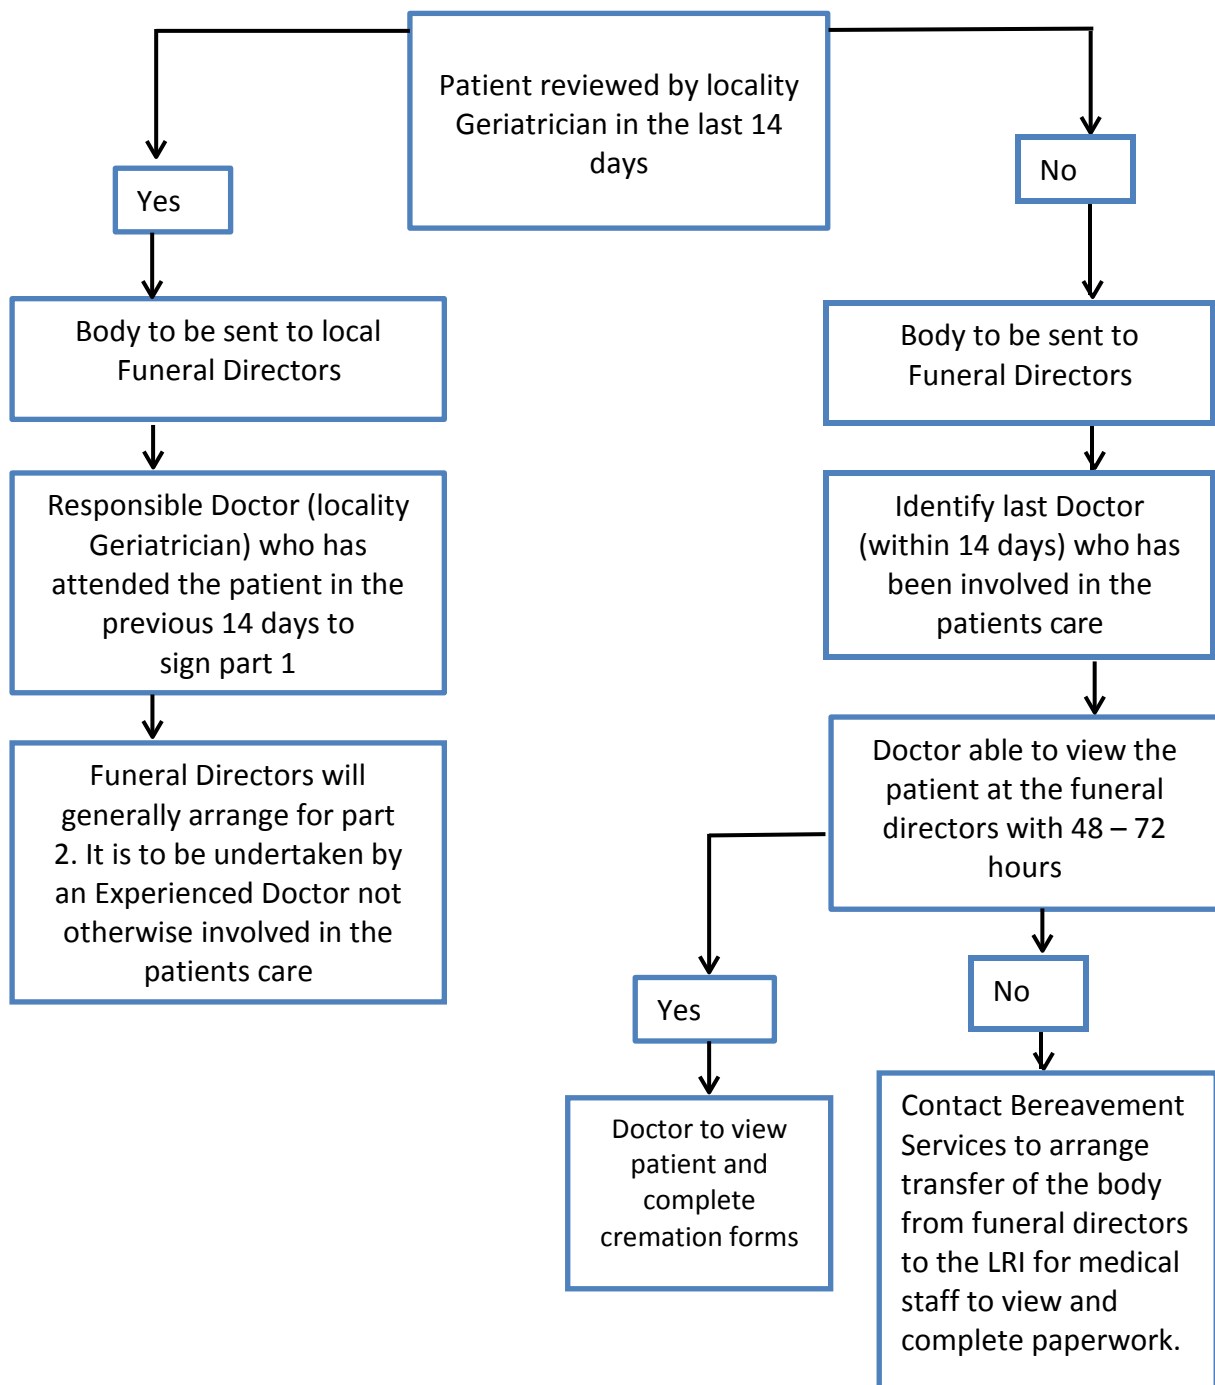 Patient reviewed by locality
Geriatrician in the last 14
days
Yes
No
Body to be sent to local
Funeral Directors
Body to be sent to
Funeral Directors
Responsible Doctor (locality
Geriatrician) who has
attended the patient in the
previous 14 days to
sign part 1
Identify last Doctor
(within 14 days) who has
been involved in the
patients care
Funeral Directors will
generally arrange for part
2. It is to be undertaken by
an Experienced Doctor not
otherwise involved in the
patients care
Doctor able to view the
patient at the funeral
directors with 48 – 72
hours
Yes
No
Doctor to view
patient and
complete
cremation forms
Contact Bereavement
Services to arrange
transfer of the body
from funeral directors
to the LRI for medical
staff to view and
complete paperwork.